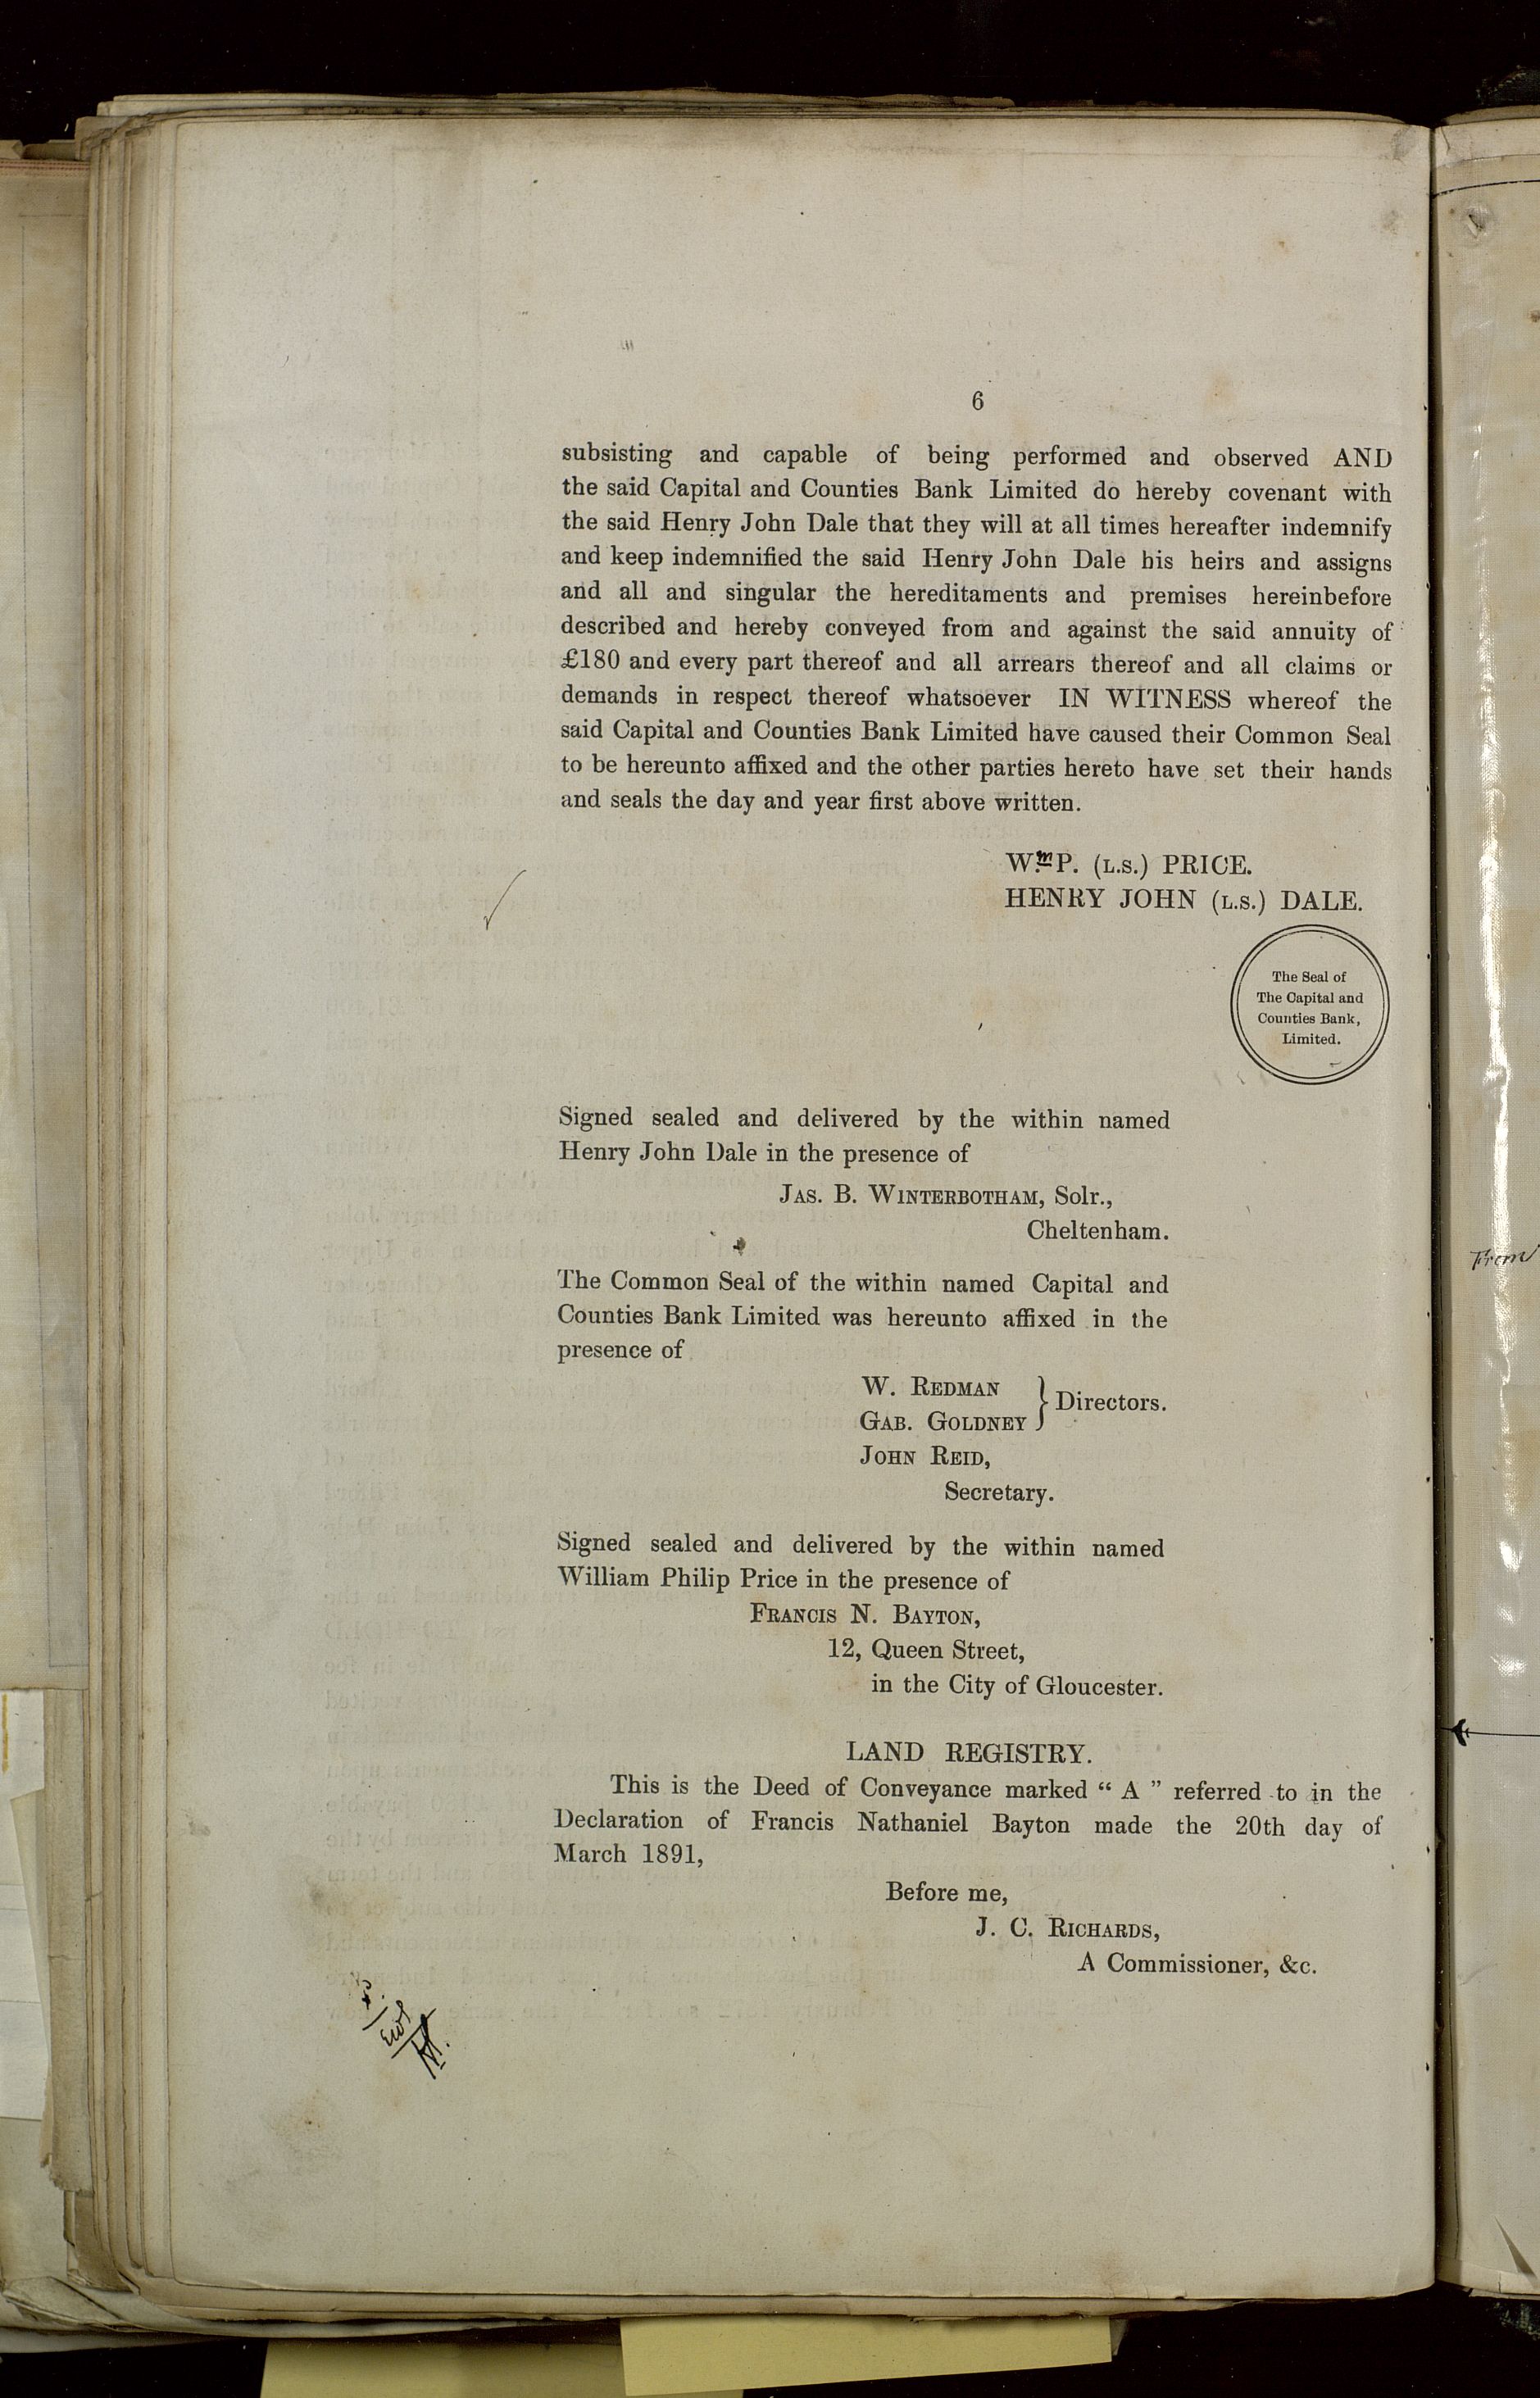 6
subsisting and capable of being performed and observed AND
the said Capital and Counties Bank Limited do hereby covenant with
the said Henry John Dale that they will at all times hereafter indemnify
and keep indemnified the said Henry John Dale his heirs and assigns
and all and singular the hereditaments and premises hereinbefore
described and hereby conveyed from and against the said annuity of
£180 and every part thereof and all arrears thereof and all claims or
demands in respect thereof whatsoever IN WITNESS whereof the
said Capital and Counties Bank Limited have caused their Common Seal
to be hereunto affixed and the other parties hereto have set their hands
and seals the day and year first above written.
Wm. P. (L.S.) PRICE.
HENRY JOHN (L.S.) DALE.
The Seal of
The Capital and
Counties Bank,
Limited.
Signed sealed and delivered by the within named
Henry John Dale in the presence of
JAS. B. WINTERBOTHAM, Solr.,
Cheltenham.
The Common Seal of the within named Capital and
Counties Bank Limited was hereunto affixed in the
presence of
W. REDMAN
GAB. GOLDNEY } Directors.
JOHN REID,
Secretary.
Signed sealed and delivered by the within named
William Philip Price in the presence of
FRANCIS N. BAYTON,
12, Queen Street,
in the City of Gloucester.
LAND REGISTRY.
This is the Deed of Conveyance marked "A" referred to in the
Declaration of Francis Nathaniel Bayton made the 20th day of
March 1891,
Before me,
J. C. RICHARDS,
A Commissioner, &c.
From